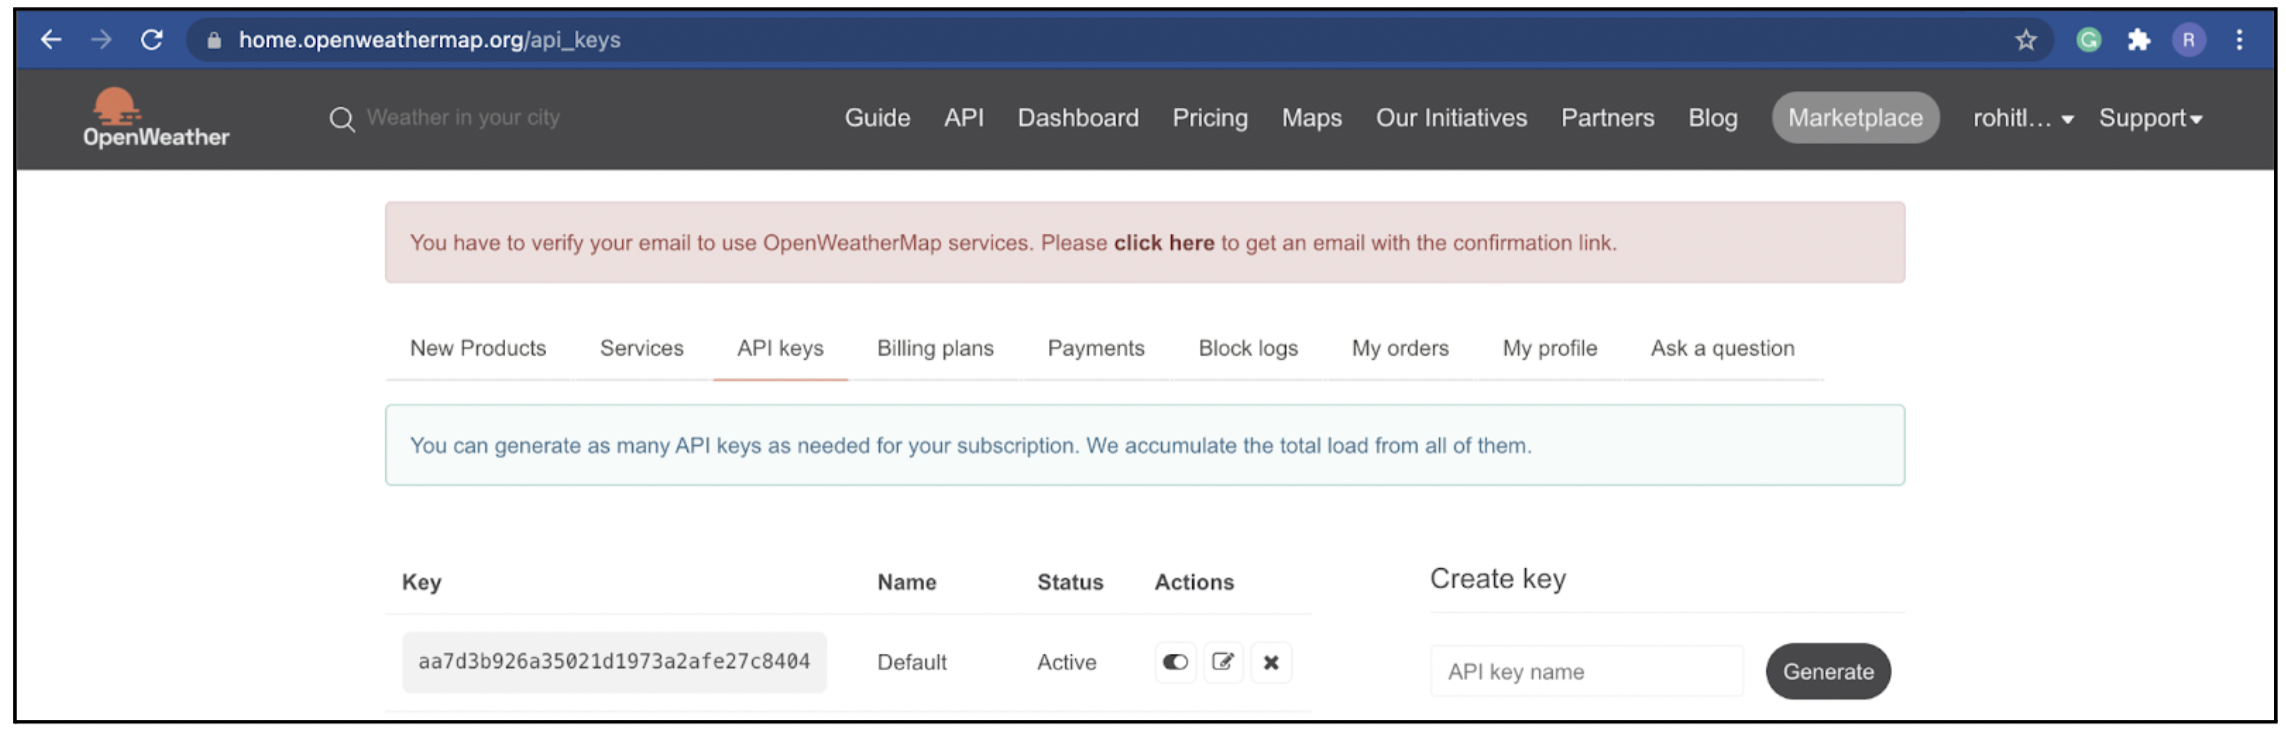 home.openweathermap.org/api_keys
G
R
OpenWeather
Weather in your city
Guide API Dashboard Pricing Maps Our Initiatives Partners Blog Marketplace rohitl... Support
You have to verify your email to use OpenWeatherMap services. Please click here to get an email with the confirmation link.
New Products Services API keys Billing plans Payments Block logs My orders My profile Ask a question
You can generate as many API keys as needed for your subscription. We accumulate the total load from all of them.
Key Name Status Actions
Create key
aa7d3b926a35021d1973a2afe27c8404 Default Active
API key name Generate